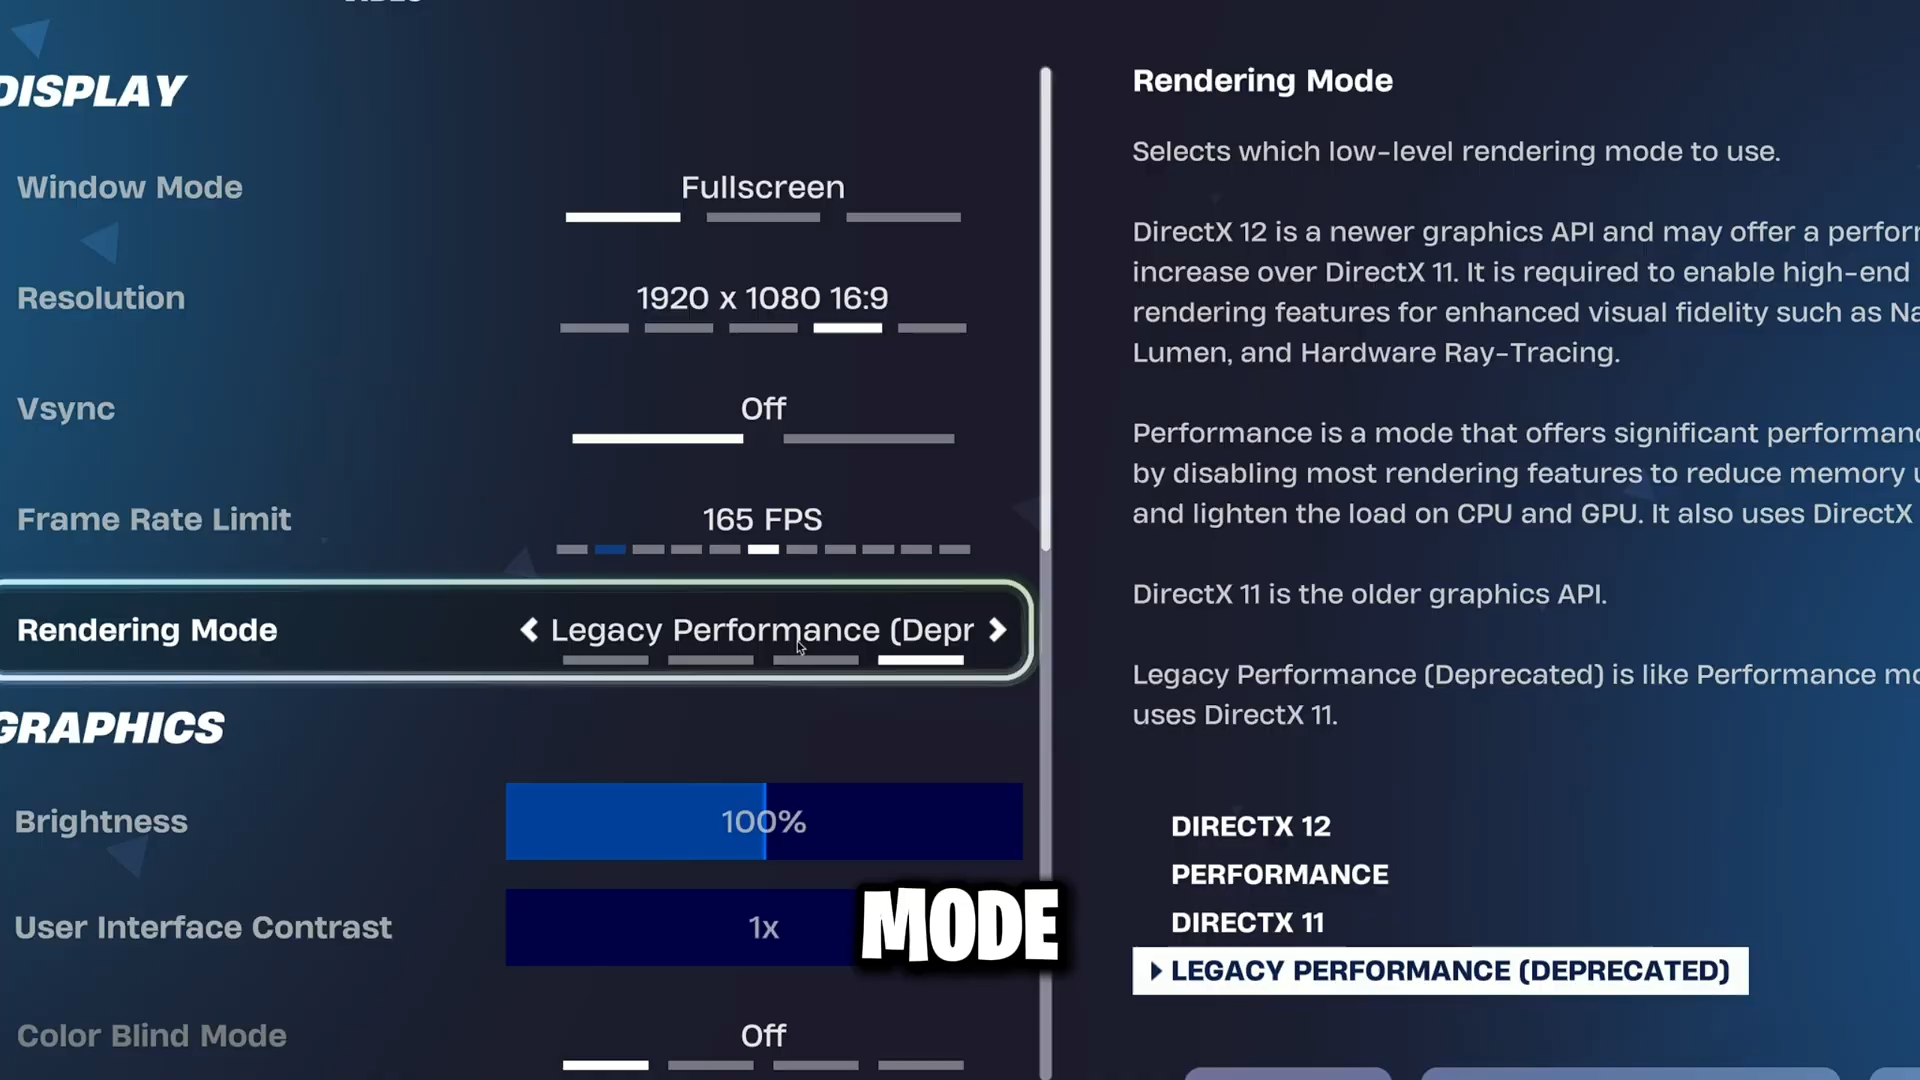 DISPLAY
Window Mode
Fullscreen
Resolution
1920 x 1080 16:9
Vsync
Off
Frame Rate Limit
165 FPS
Rendering Mode
Legacy Performance (Depr
GRAPHICS
Brightness
100%
User Interface Contrast
1x
MODE
Color Blind Mode
Off
Rendering Mode
Selects which low-level rendering mode to use.
DirectX 12 is a newer graphics API and may offer a perfor
increase over DirectX 11. It is required to enable high-end
rendering features for enhanced visual fidelity such as Na
Lumen, and Hardware Ray-Tracing.
Performance is a mode that offers significant performanc
by disabling most rendering features to reduce memory u
and lighten the load on CPU and GPU. It also uses DirectX
DirectX 11 is the older graphics API.
Legacy Performance (Deprecated) is like Performance mo
uses DirectX 11.
DIRECTX 12
PERFORMANCE
DIRECTX 11
LEGACY PERFORMANCE (DEPRECATED)